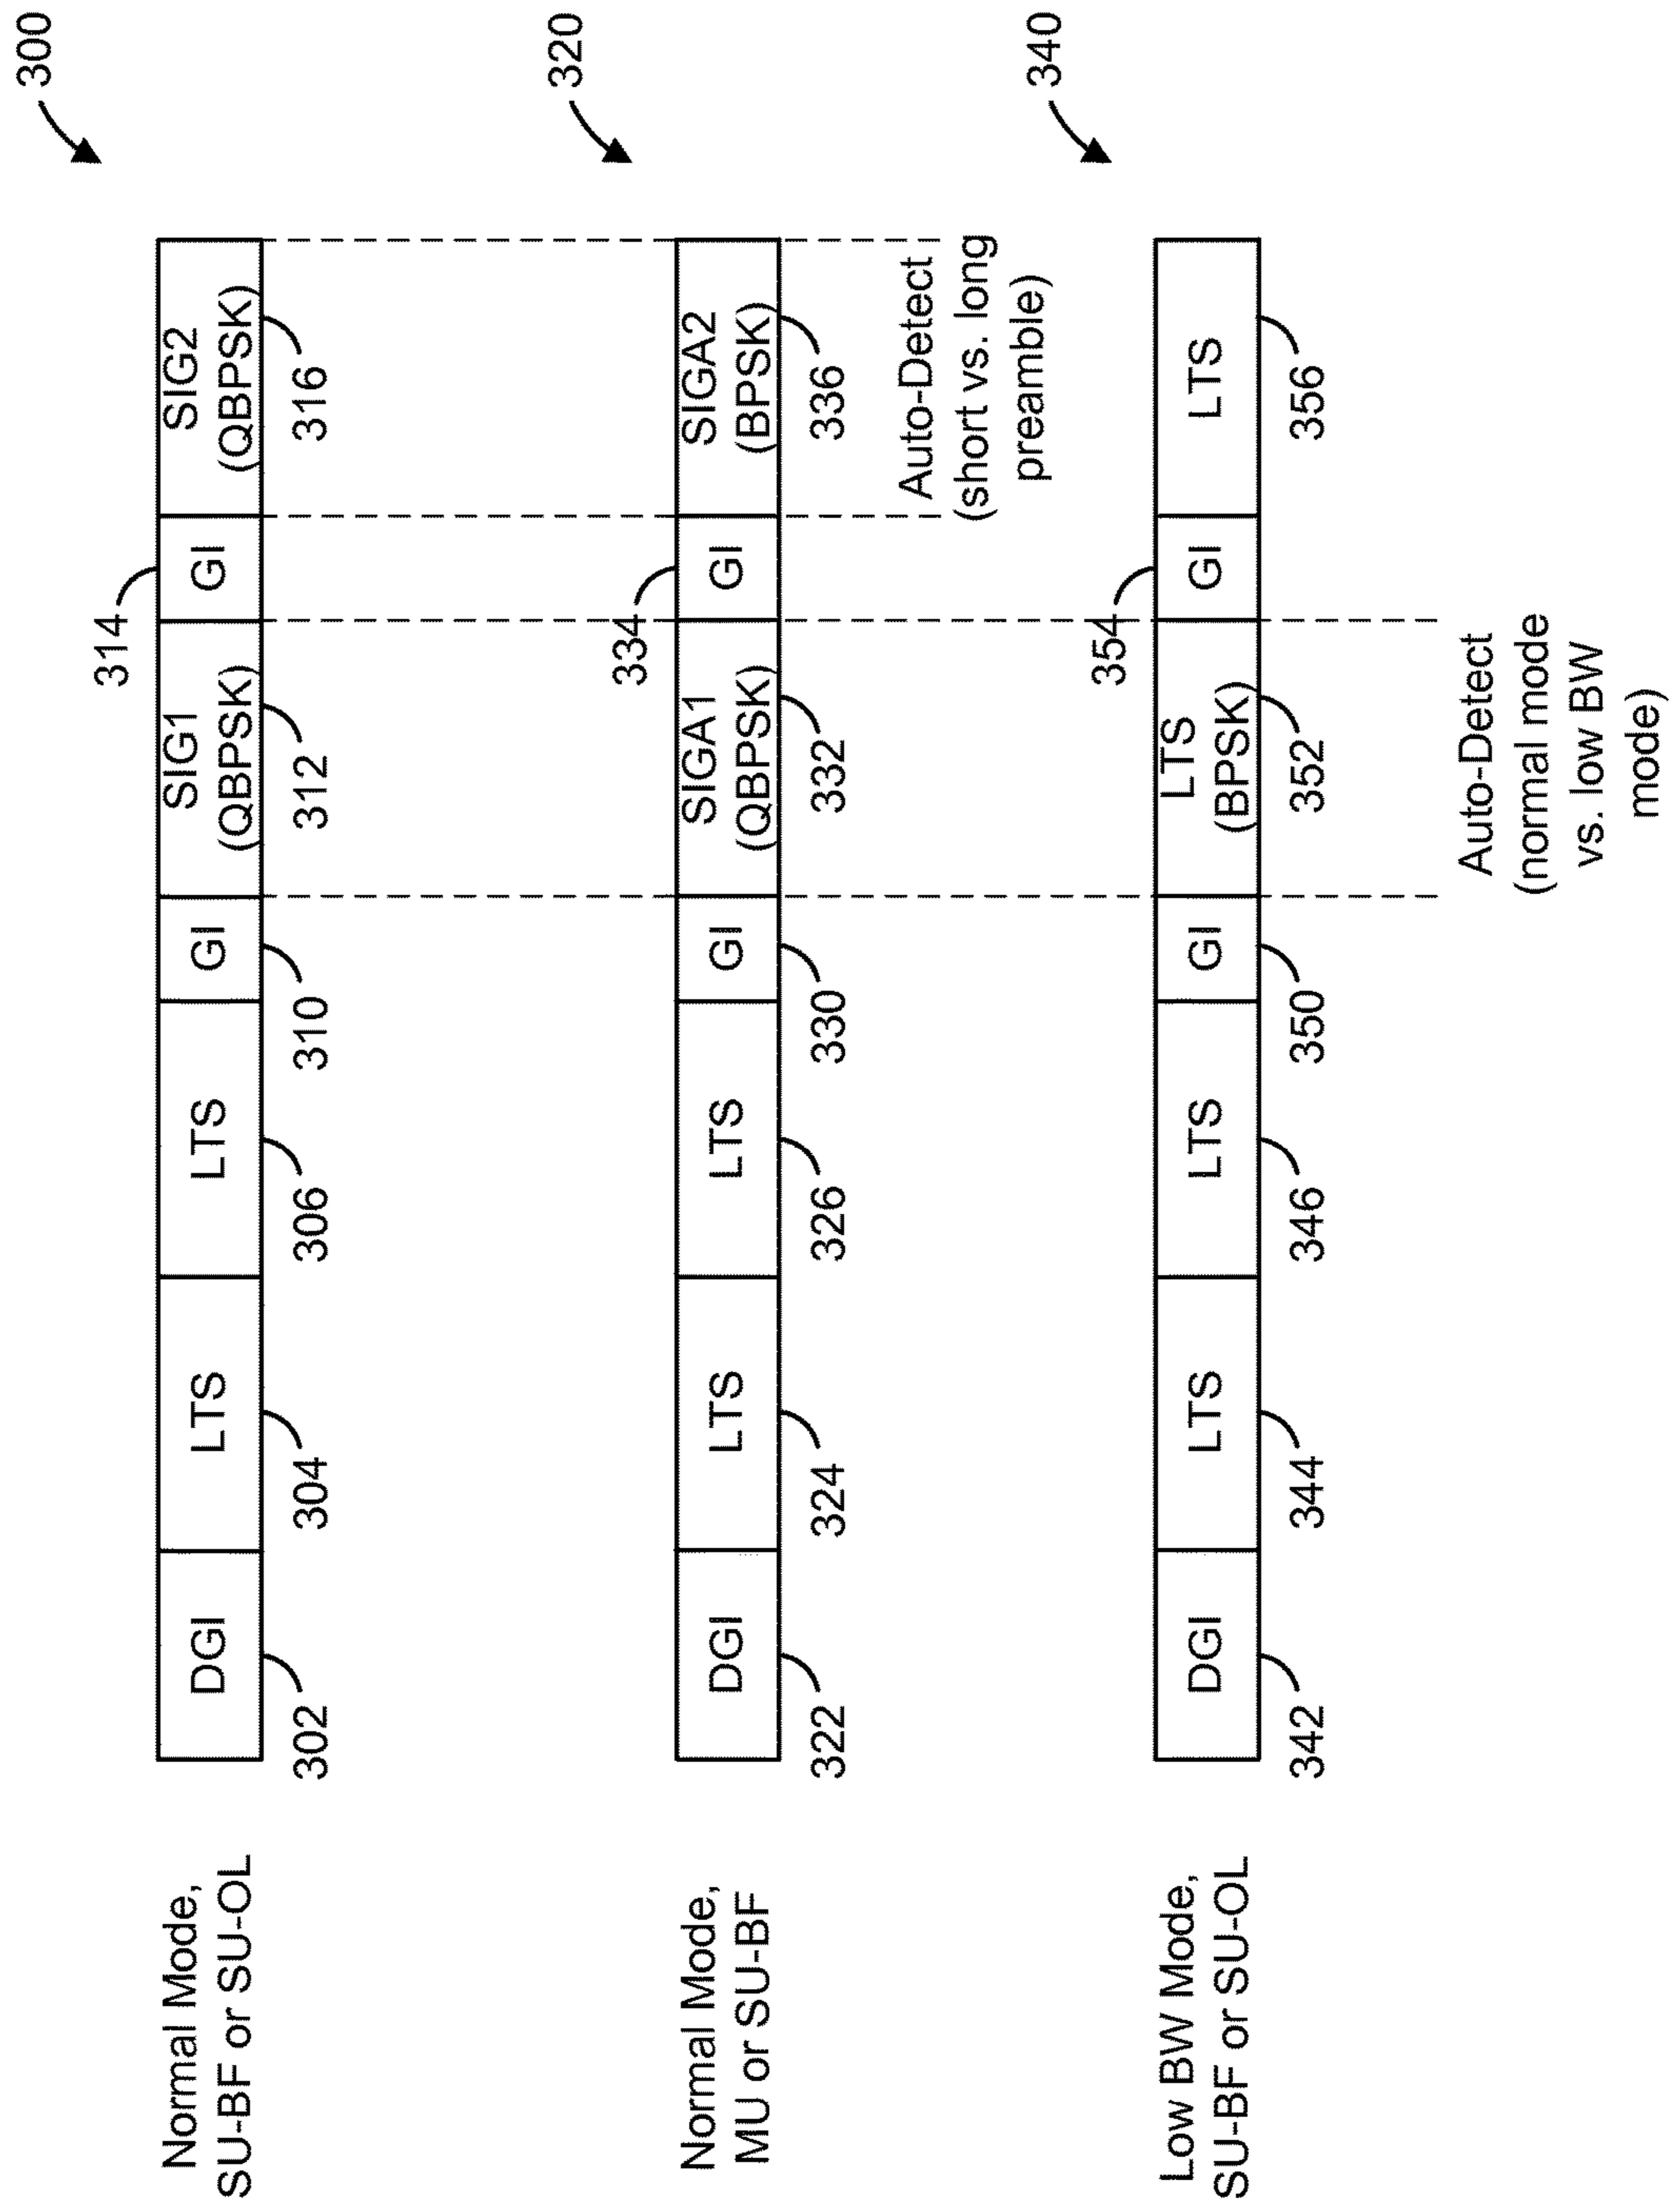 300
Normal Mode,
SU-BF or SU-OL
DGI
LTS
LTS
GI
SIG1
(QBPSK)
GI
SIG2
(QBPSK)
302
304
306
310
312
314
316
320
Normal Mode,
MU or SU-BF
DGI
LTS
LTS
GI
SIGA1
(QBPSK)
GI
SIGA2
(BPSK)
322
324
326
330
332
334
336
Auto-Detect
(short vs. long
preamble)
340
Low BW Mode,
SU-BF or SU-OL
DGI
LTS
LTS
GI
LTS
(BPSK)
GI
LTS
342
344
346
350
352
354
356
Auto-Detect
(normal mode
vs. low BW
mode)